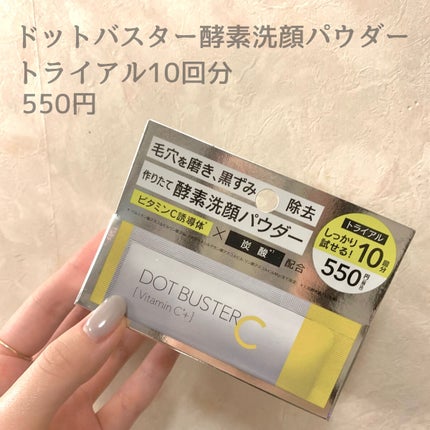 ドットバスター酵素洗顔パウダー
トライアル10回分
550円
毛穴を磨き、黒ずみ 除去
作りたて 酵素洗顔パウダー
ビタミンC誘導体 × 炭酸 配合
トライアル
しっかり
試せる!
10回分
550円
DOT BUSTER C
[Vitamin C+]